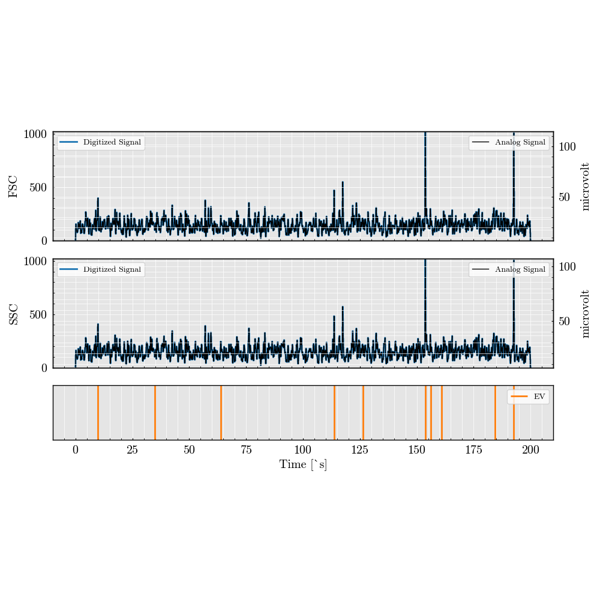 1000
500
0
FSC
Digitized Signal
Analog Signal
100
50
microvolt
1000
500
0
SSC
Digitized Signal
Analog Signal
100
50
microvolt
EV
0 25 50 75 100 125 150 175 200
Time [`s]